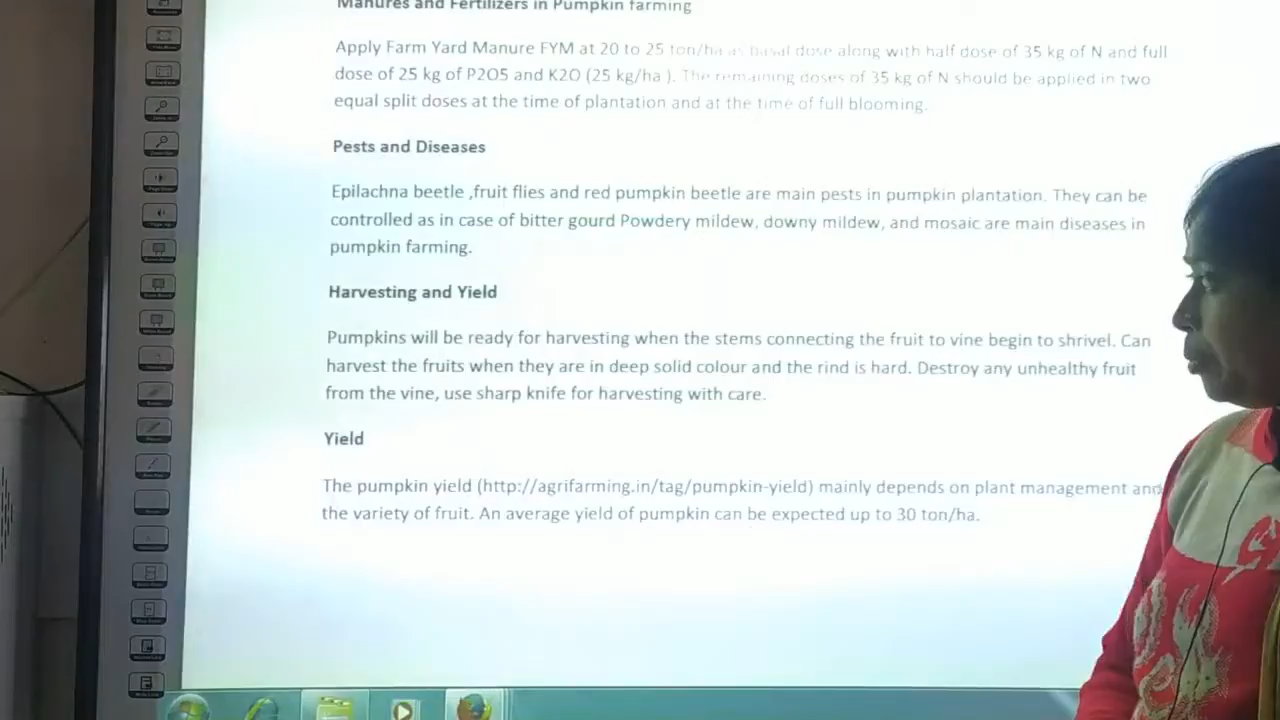 Manures and Fertilizers in Pumpkin farming
Apply Farm Yard Manure FYM at 20 to 25 ton/ha as basal dose along with half dose of 35 kg of N and full
dose of 25 kg of P2O5 and K2O (25 kg/ha ). The remaining doses of 35 kg of N should be applied in two
equal split doses at the time of plantation and at the time of full blooming.
Pests and Diseases
Epilachna beetle ,fruit flies and red pumpkin beetle are main pests in pumpkin plantation. They can be
controlled as in case of bitter gourd Powdery mildew, downy mildew, and mosaic are main diseases in
pumpkin farming.
Harvesting and Yield
Pumpkins will be ready for harvesting when the stems connecting the fruit to vine begin to shrivel. Can
harvest the fruits when they are in deep solid colour and the rind is hard. Destroy any unhealthy fruit
from the vine, use sharp knife for harvesting with care.
Yield
The pumpkin yield (http://agrifarming.in/tag/pumpkin-yield) mainly depends on plant management and
the variety of fruit. An average yield of pumpkin can be expected up to 30 ton/ha.